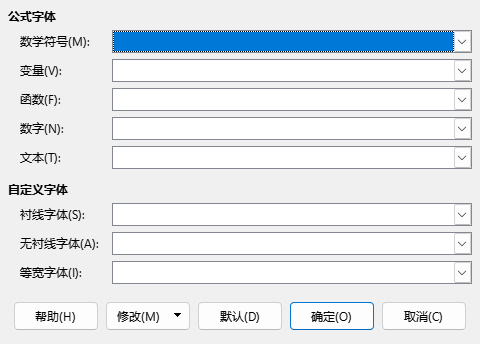 公式字体
数学符号(M):
变量(V):
函数(F):
数字(N):
文本(T):
自定义字体
衬线字体(S):
无衬线字体(A):
等宽字体(I):
帮助(H) 修改(M) 默认(D) 确定(O) 取消(C)